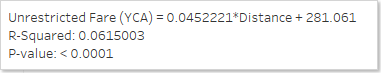 Unrestricted Fare (YCA) = 0.0452221*Distance + 281.061
R-Squared: 0.0615003
P-value: < 0.0001